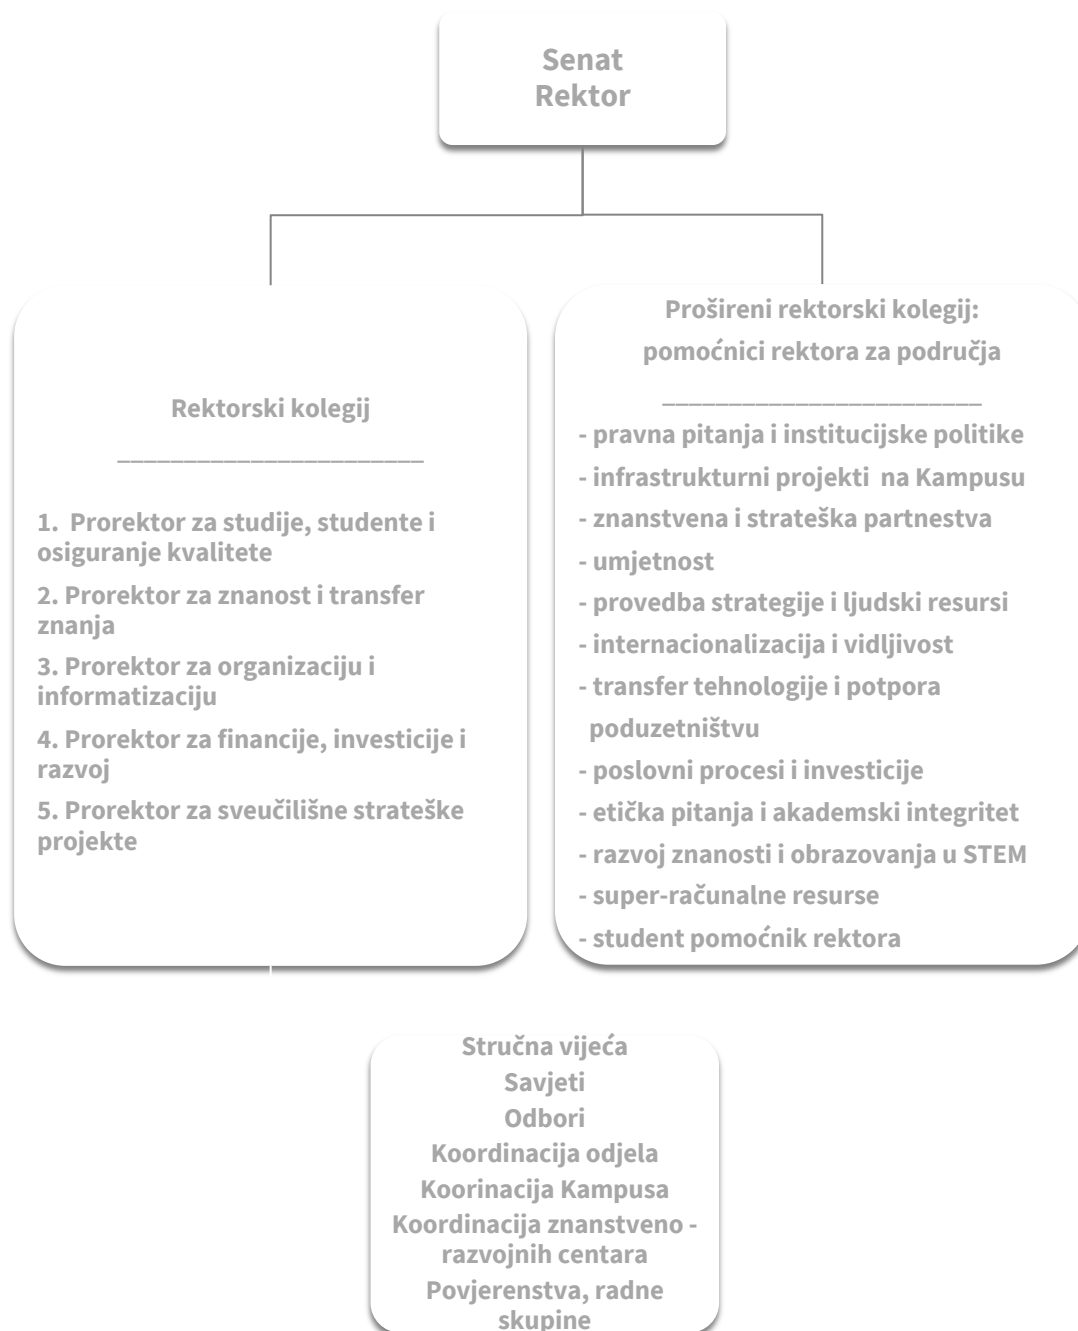 Senat
Rektor
Rektorski kolegij
_______________________
1.  Prorektor za studije, studente i
osiguranje kvalitete
2. Prorektor za znanost i transfer
znanja
3. Prorektor za organizaciju i
informatizaciju
4. Prorektor za financije, investicije i
razvoj
5. Prorektor za sveučilišne strateške
projekte
Prošireni rektorski kolegij:
pomoćnici rektora za područja
________________________
- pravna pitanja i institucijske politike
- infrastrukturni projekti  na Kampusu
- znanstvena i strateška partnestva
- umjetnost
- provedba strategije i ljudski resursi
- internacionalizacija i vidljivost
- transfer tehnologije i potpora
poduzetništvu
- poslovni procesi i investicije
- etička pitanja i akademski integritet
- razvoj znanosti i obrazovanja u STEM
- super-računalne resurse
- student pomoćnik rektora
Stručna vijeća
Savjeti
Odbori
Koordinacija odjela
Koorinacija Kampusa
Koordinacija znanstveno -
razvojnih centara
Povjerenstva, radne
skupine